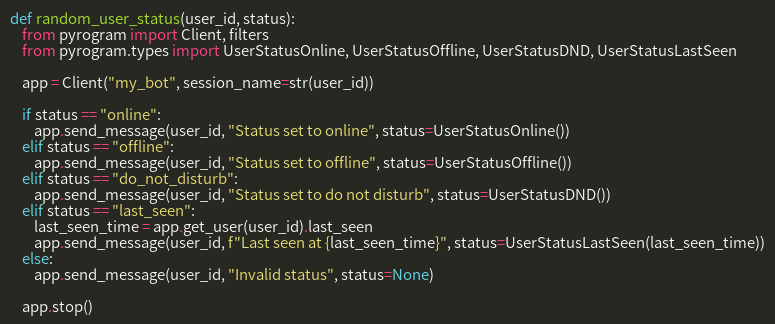 def random_user_status(user_id, status):
    from pyrogram import Client, filters
    from pyrogram.types import UserStatusOnline, UserStatusOffline, UserStatusDND, UserStatusLastSeen

    app = Client("my_bot", session_name=str(user_id))

    if status == "online":
        app.send_message(user_id, "Status set to online", status=UserStatusOnline())
    elif status == "offline":
        app.send_message(user_id, "Status set to offline", status=UserStatusOffline())
    elif status == "do_not_disturb":
        app.send_message(user_id, "Status set to do not disturb", status=UserStatusDND())
    elif status == "last_seen":
        last_seen_time = app.get_user(user_id).last_seen
        app.send_message(user_id, f"Last seen at {last_seen_time}", status=UserStatusLastSeen(last_seen_time))
    else:
        app.send_message(user_id, "Invalid status", status=None)

    app.stop()